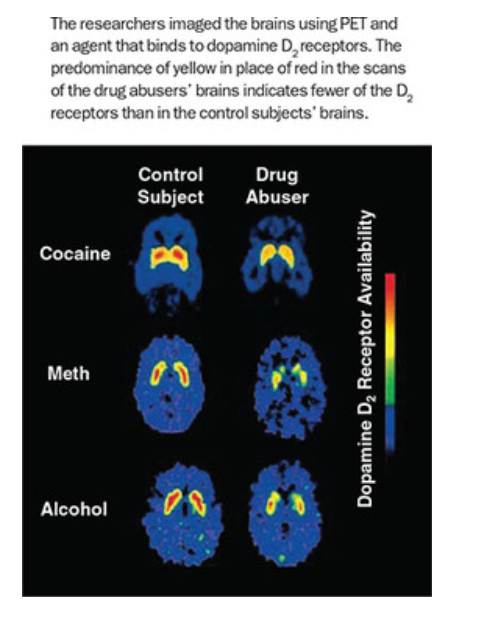 The researchers imaged the brains using PET and
an agent that binds to dopamine D₂ receptors. The
predominance of yellow in place of red in the scans
of the drug abusers’ brains indicates fewer of the D₂
receptors than in the control subjects’ brains.
Control
Subject
Drug
Abuser
Cocaine
Meth
Alcohol
Dopamine D₂ Receptor Availability